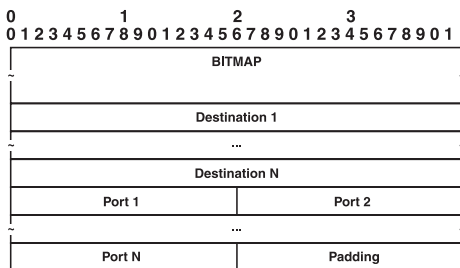 0 1 2 3
0 1 2 3 4 5 6 7 8 9 0 1 2 3 4 5 6 7 8 9 0 1 2 3 4 5 6 7 8 9 0 1
BITMAP
~ ~
Destination 1
~ ... ~
Destination N
Port 1 Port 2
~ ... ~
Port N Padding